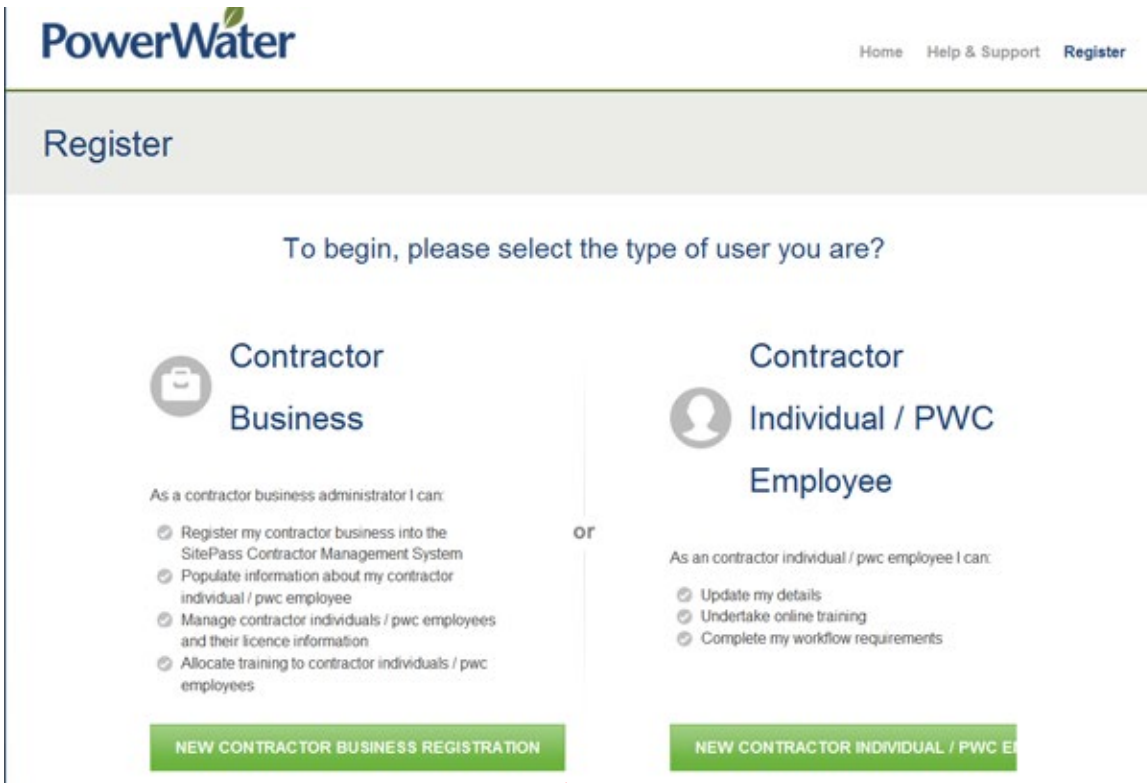 PowerWater
Home Help & Support Register
Register
To begin, please select the type of user you are?
Contractor
Business
As a contractor business administrator I can:
Register my contractor business into the
SitePass Contractor Management System
Populate information about my contractor
individual / pwc employee
Manage contractor individuals / pwc employees
and their licence information
Allocate training to contractor individuals / pwc
employees
NEW CONTRACTOR BUSINESS REGISTRATION
or
Contractor
Individual / PWC
Employee
As an contractor individual / pwc employee I can:
Update my details
Undertake online training
Complete my workflow requirements
NEW CONTRACTOR INDIVIDUAL / PWC